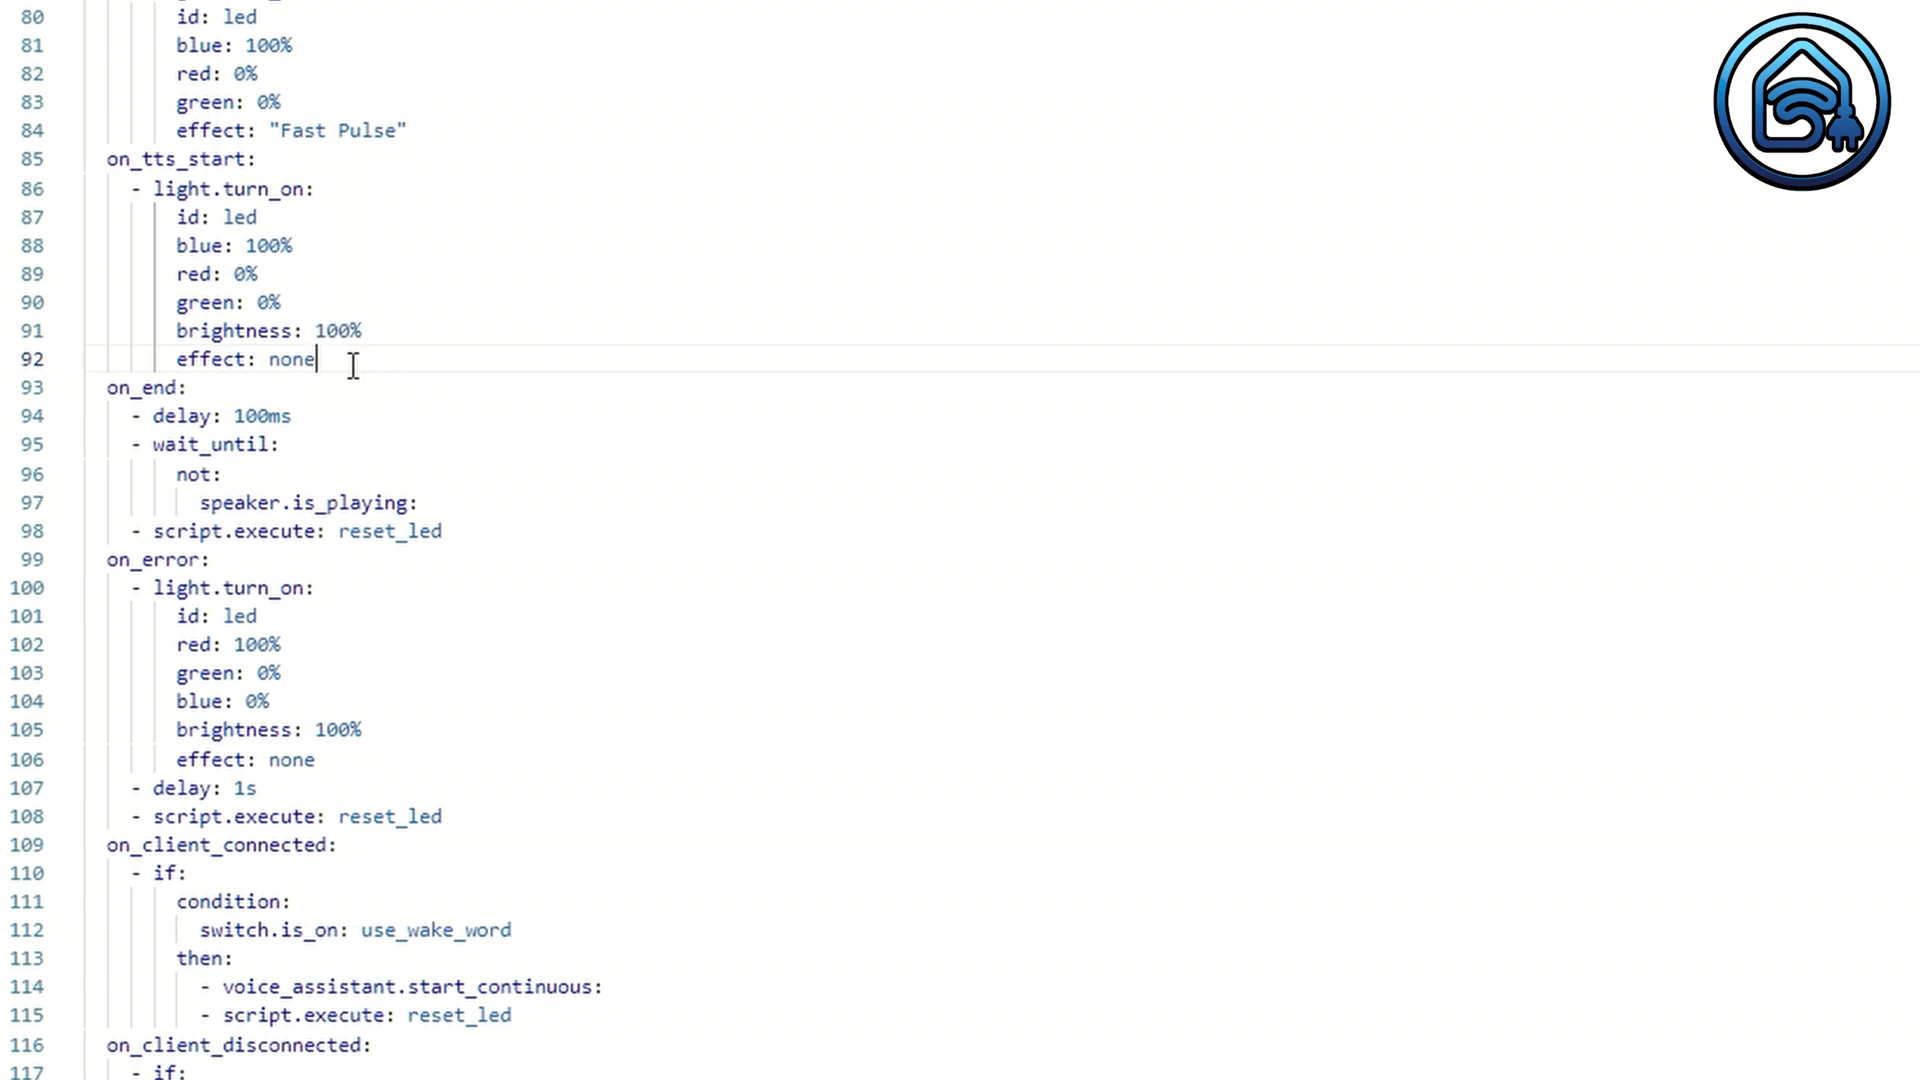 80 id: led
81 blue: 100%
82 red: 0%
83 green: 0%
84 effect: "Fast Pulse"
85 on_tts_start:
86 - light.turn_on:
87 id: led
88 blue: 100%
89 red: 0%
90 green: 0%
91 brightness: 100%
92 effect: none
93 on_end:
94 - delay: 100ms
95 - wait_until:
96 not:
97 speaker.is_playing:
98 - script.execute: reset_led
99 on_error:
100 - light.turn_on:
101 id: led
102 red: 100%
103 green: 0%
104 blue: 0%
105 brightness: 100%
106 effect: none
107 - delay: 1s
108 - script.execute: reset_led
109 on_client_connected:
110 - if:
111 condition:
112 switch.is_on: use_wake_word
113 then:
114 - voice_assistant.start_continuous:
115 - script.execute: reset_led
116 on_client_disconnected:
117 - if: